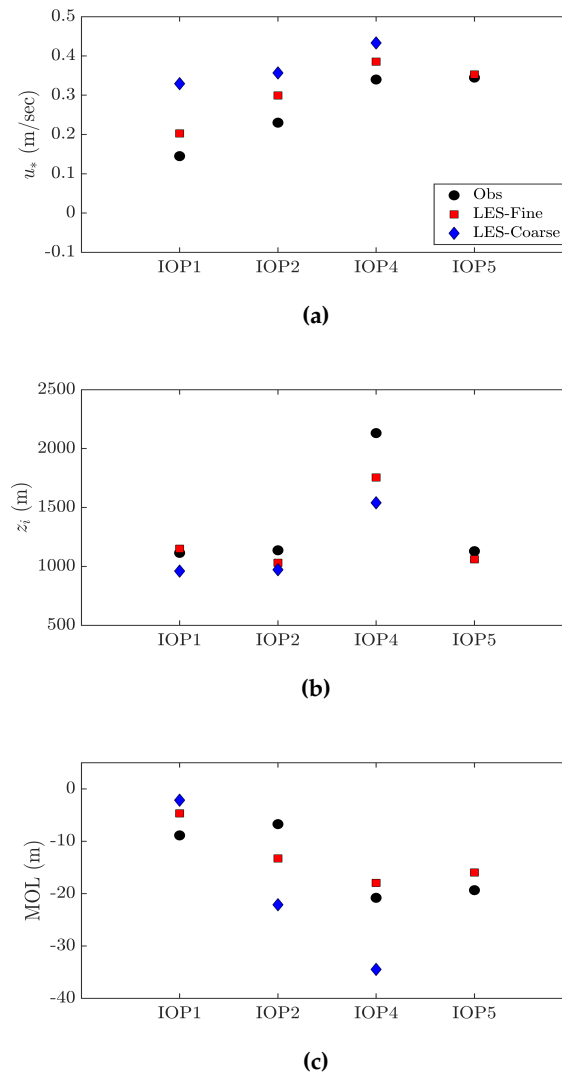 0.5
0.4
0.3
0.2
0.1
0
-0.1
u* (m/sec)
Obs
LES-Fine
LES-Coarse
IOP1 IOP2 IOP4 IOP5
(a)
2500
2000
1500
1000
500
z_i (m)
IOP1 IOP2 IOP4 IOP5
(b)
0
-10
-20
-30
-40
MOL (m)
IOP1 IOP2 IOP4 IOP5
(c)